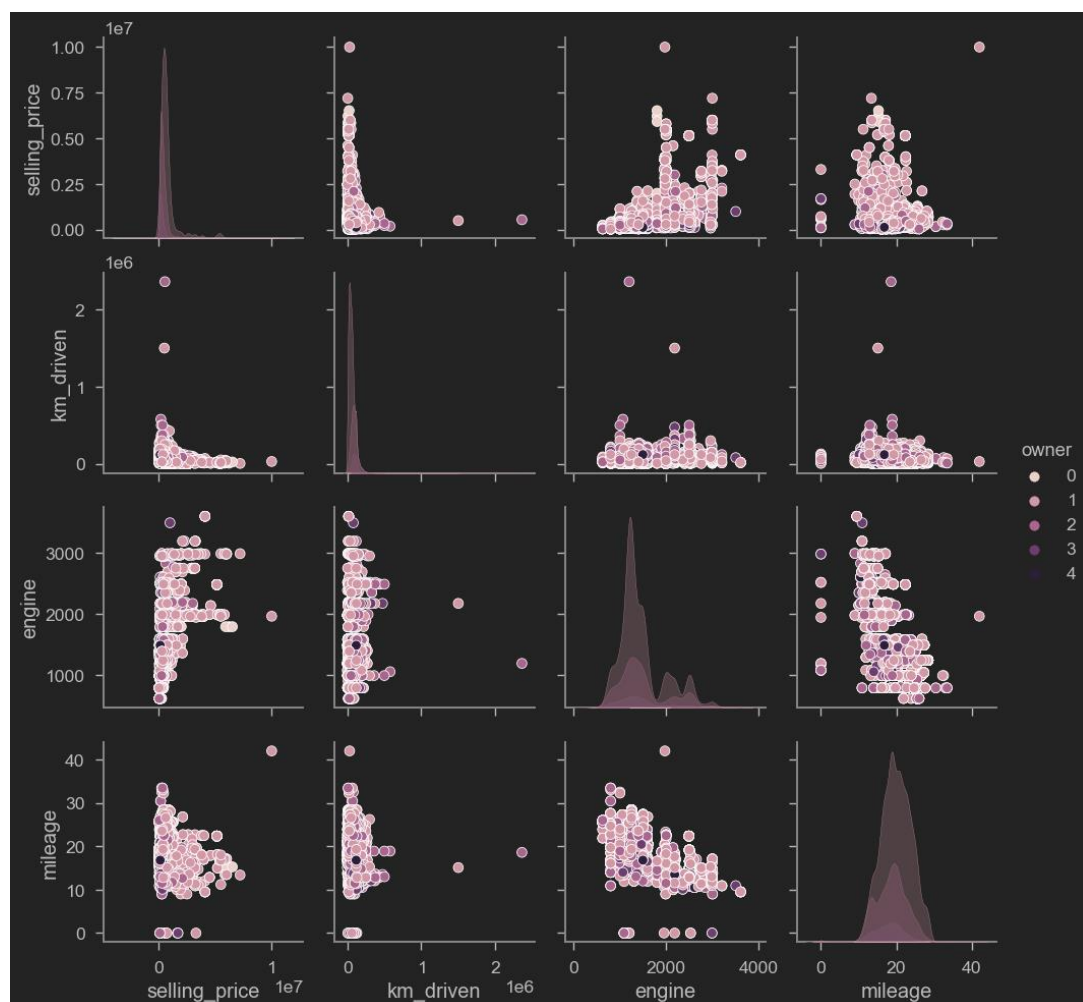 1e7
1.00
0.75
0.50
0.25
0.00
selling_price
1e6
2
1
0
km_driven
owner
0
1
2
3
4
3000
2000
1000
engine
40
30
20
10
0
mileage
0 1 1e7
selling_price
0 1 2 1e6
km_driven
0 2000 4000
engine
0 20 40
mileage